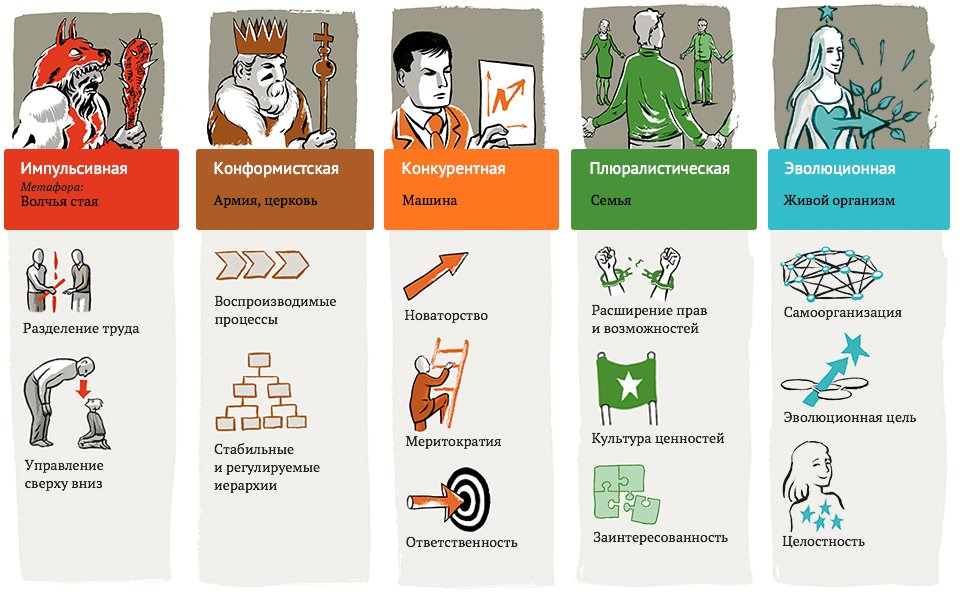 Импульсивная
Метафора:
Волчья стая
Разделение труда
Управление
сверху вниз
Конформистская
Армия, церковь
Воспроизводимые
процессы
Стабильные
и регулируемые
иерархии
Конкурентная
Машина
Новаторство
Меритократия
Ответственность
Плюралистическая
Семья
Расширение прав
и возможностей
Культура ценностей
Заинтересованность
Эволюционная
Живой организм
Самоорганизация
Эволюционная цель
Целостность